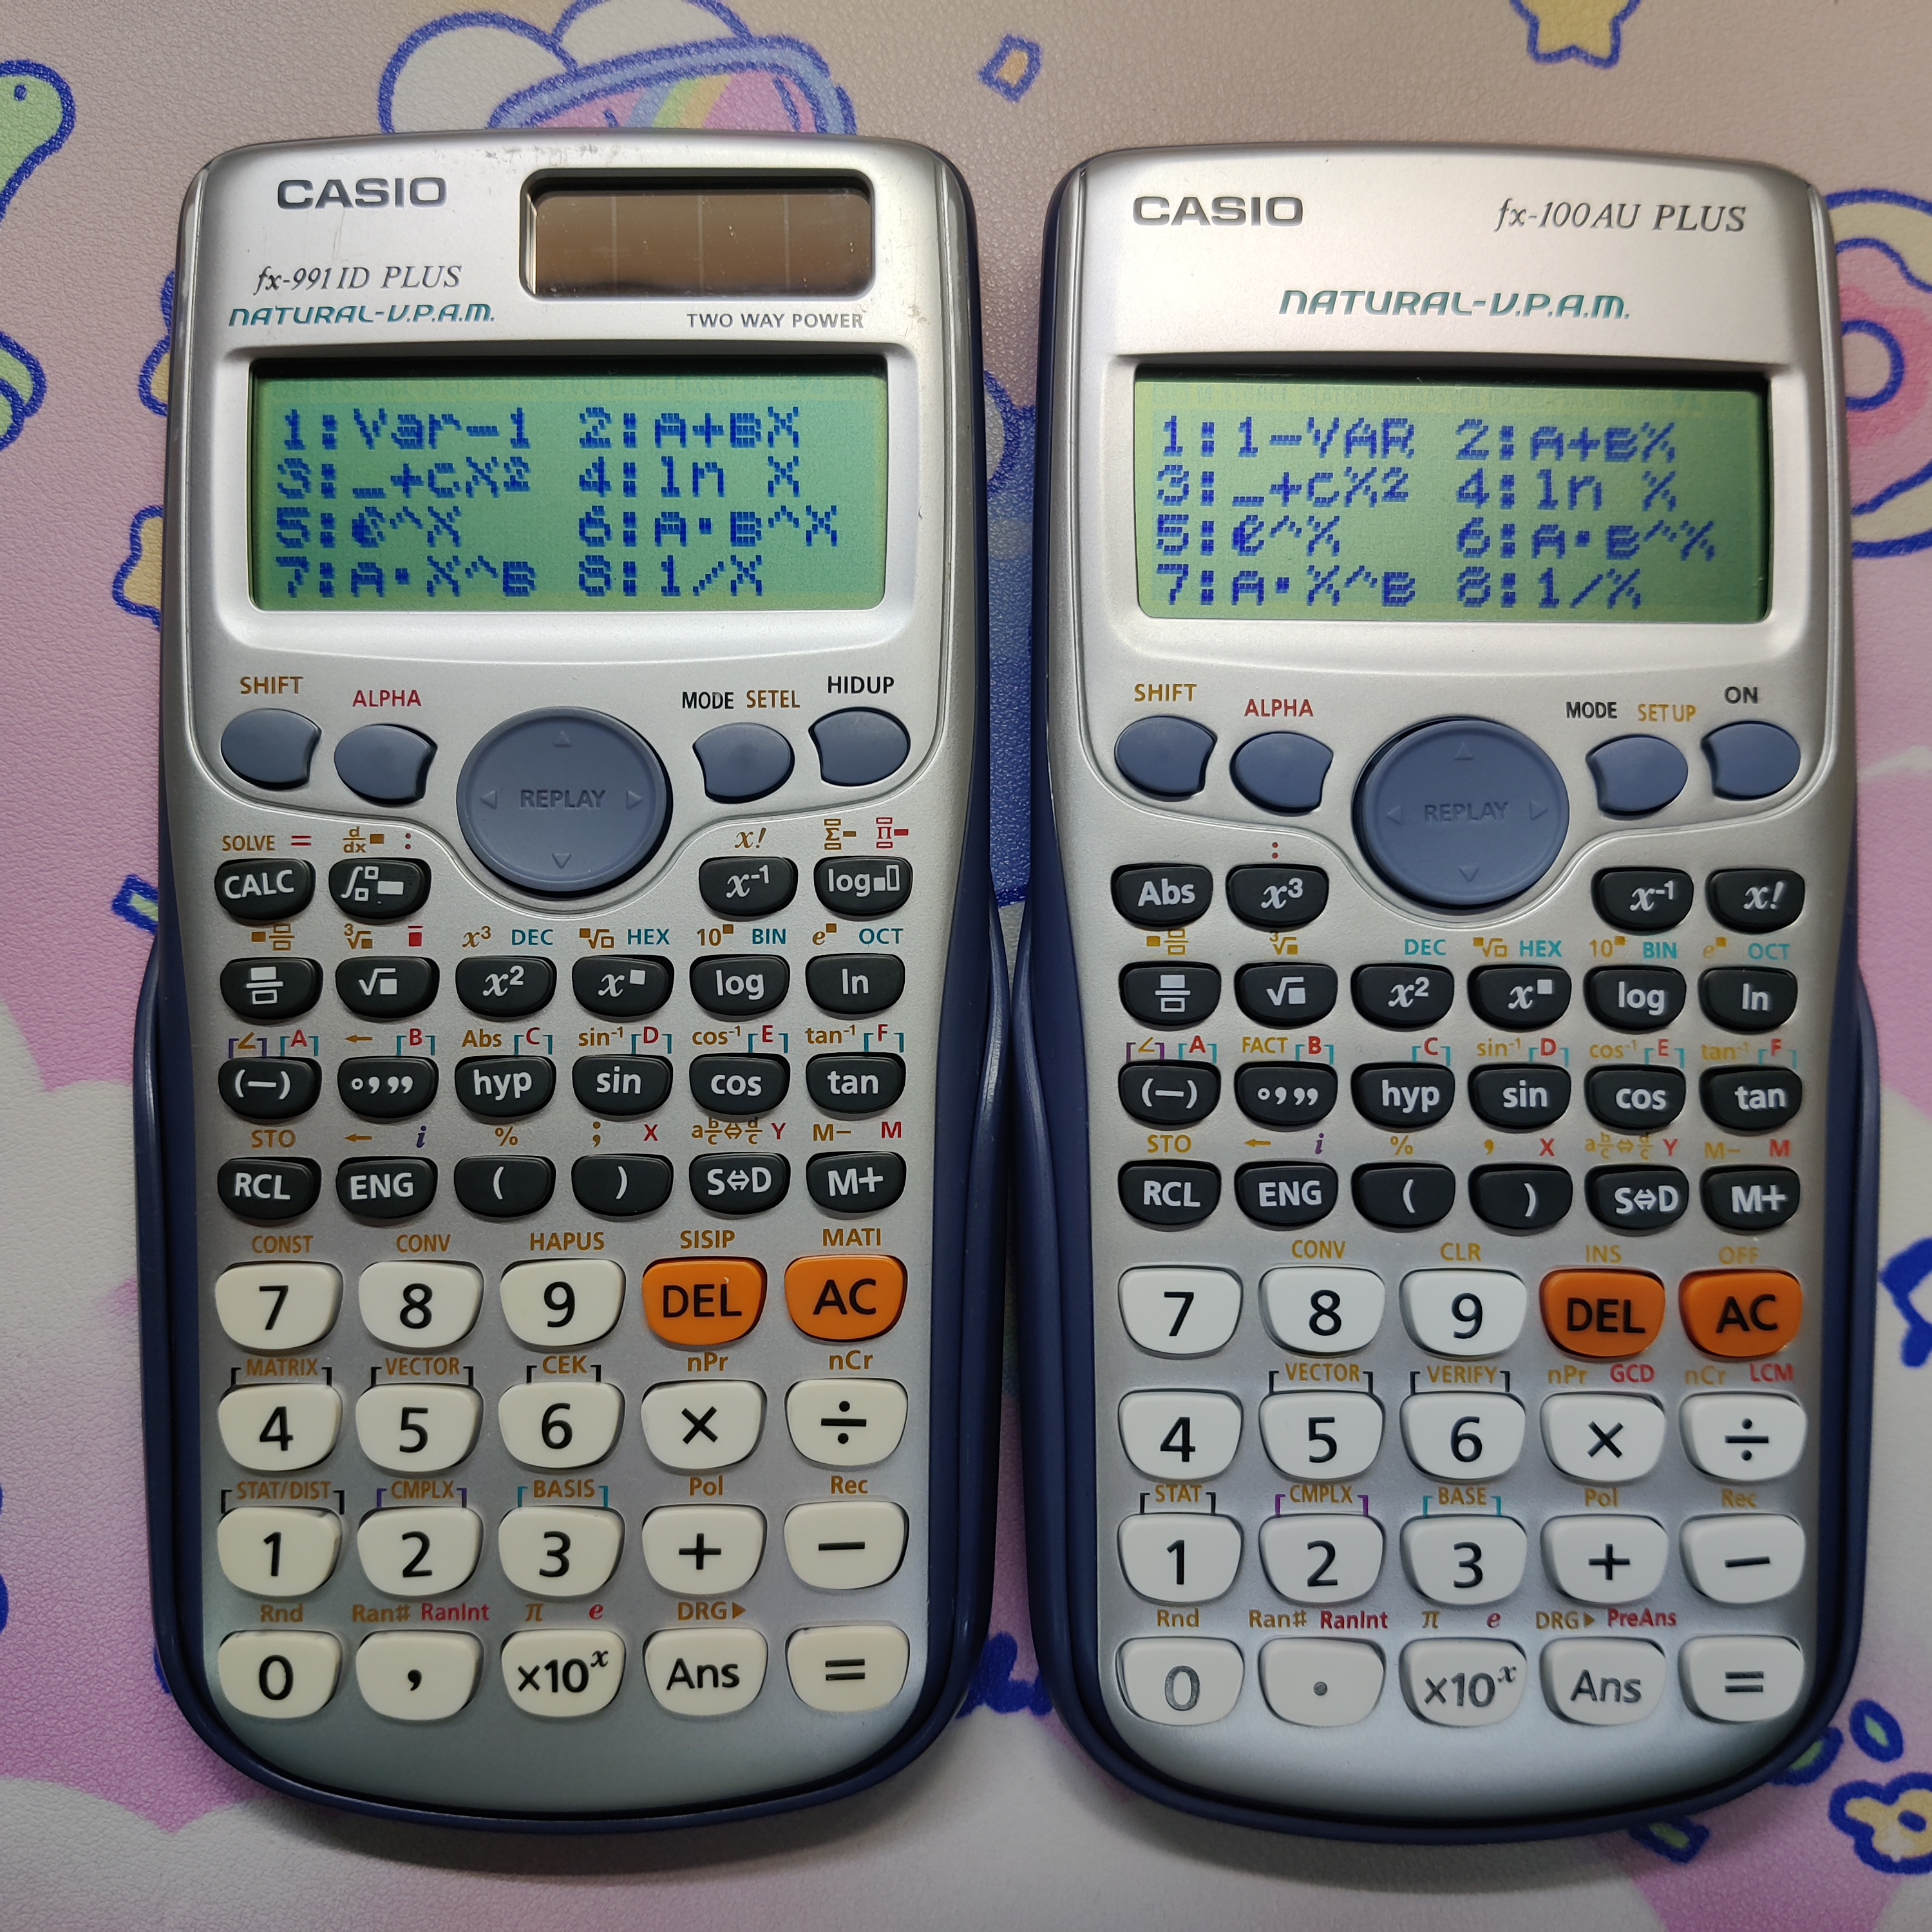 CASIO
fx-991ID PLUS
NATURAL-V.P.A.M.
TWO WAY POWER
1:Var-1 2:A+BX
3:_+cX2 4:ln X
5:e^X 6:A•B^X
7:A•X^B 8:1/X
SHIFT ALPHA MODE SETEL HIDUP
REPLAY
SOLVE = d/dx■ : x! Σ Π
CALC ∫ x⁻¹ log
³√■ x³ DEC √ HEX 10■ BIN e■ OCT
√■ x² x■ log ln
∠ A ← B Abs C sin⁻¹ D cos⁻¹ E tan⁻¹ F
(−) °,,, hyp sin cos tan
STO ← i % ; X a b/c⇔d/c Y M− M
RCL ENG ( ) S⇔D M+
CONST CONV HAPUS SISIP MATI
7 8 9 DEL AC
MATRIX VECTOR CEK nPr nCr
4 5 6 × ÷
STAT/DIST CMPLX BASIS Pol Rec
1 2 3 + −
Rnd Ran# RanInt π e DRG▶
0 , ×10ˣ Ans =
CASIO fx-100AU PLUS
NATURAL-V.P.A.M.
1:1-VAR 2:A+BX
3:_+cX2 4:ln X
5:e^X 6:A•B^X
7:A•X^B 8:1/X
SHIFT ALPHA MODE SETUP ON
REPLAY
:
Abs x³ x⁻¹ x!
³√■ DEC √ HEX 10■ BIN e■ OCT
√■ x² x■ log ln
∠ A FACT B C sin⁻¹ D cos⁻¹ E tan⁻¹ F
(−) °,,, hyp sin cos tan
STO ← i % , X a b/c⇔d/c Y M− M
RCL ENG ( ) S⇔D M+
CONV CLR INS OFF
7 8 9 DEL AC
VECTOR VERIFY nPr GCD nCr LCM
4 5 6 × ÷
STAT CMPLX BASE Pol Rec
1 2 3 + −
Rnd Ran# RanInt π e DRG▶ PreAns
0 . ×10ˣ Ans =